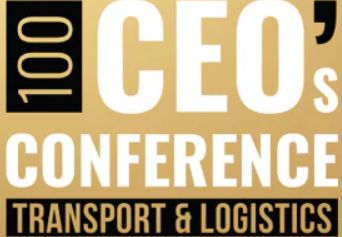 100 CEO's
CONFERENCE
TRANSPORT & LOGISTICS